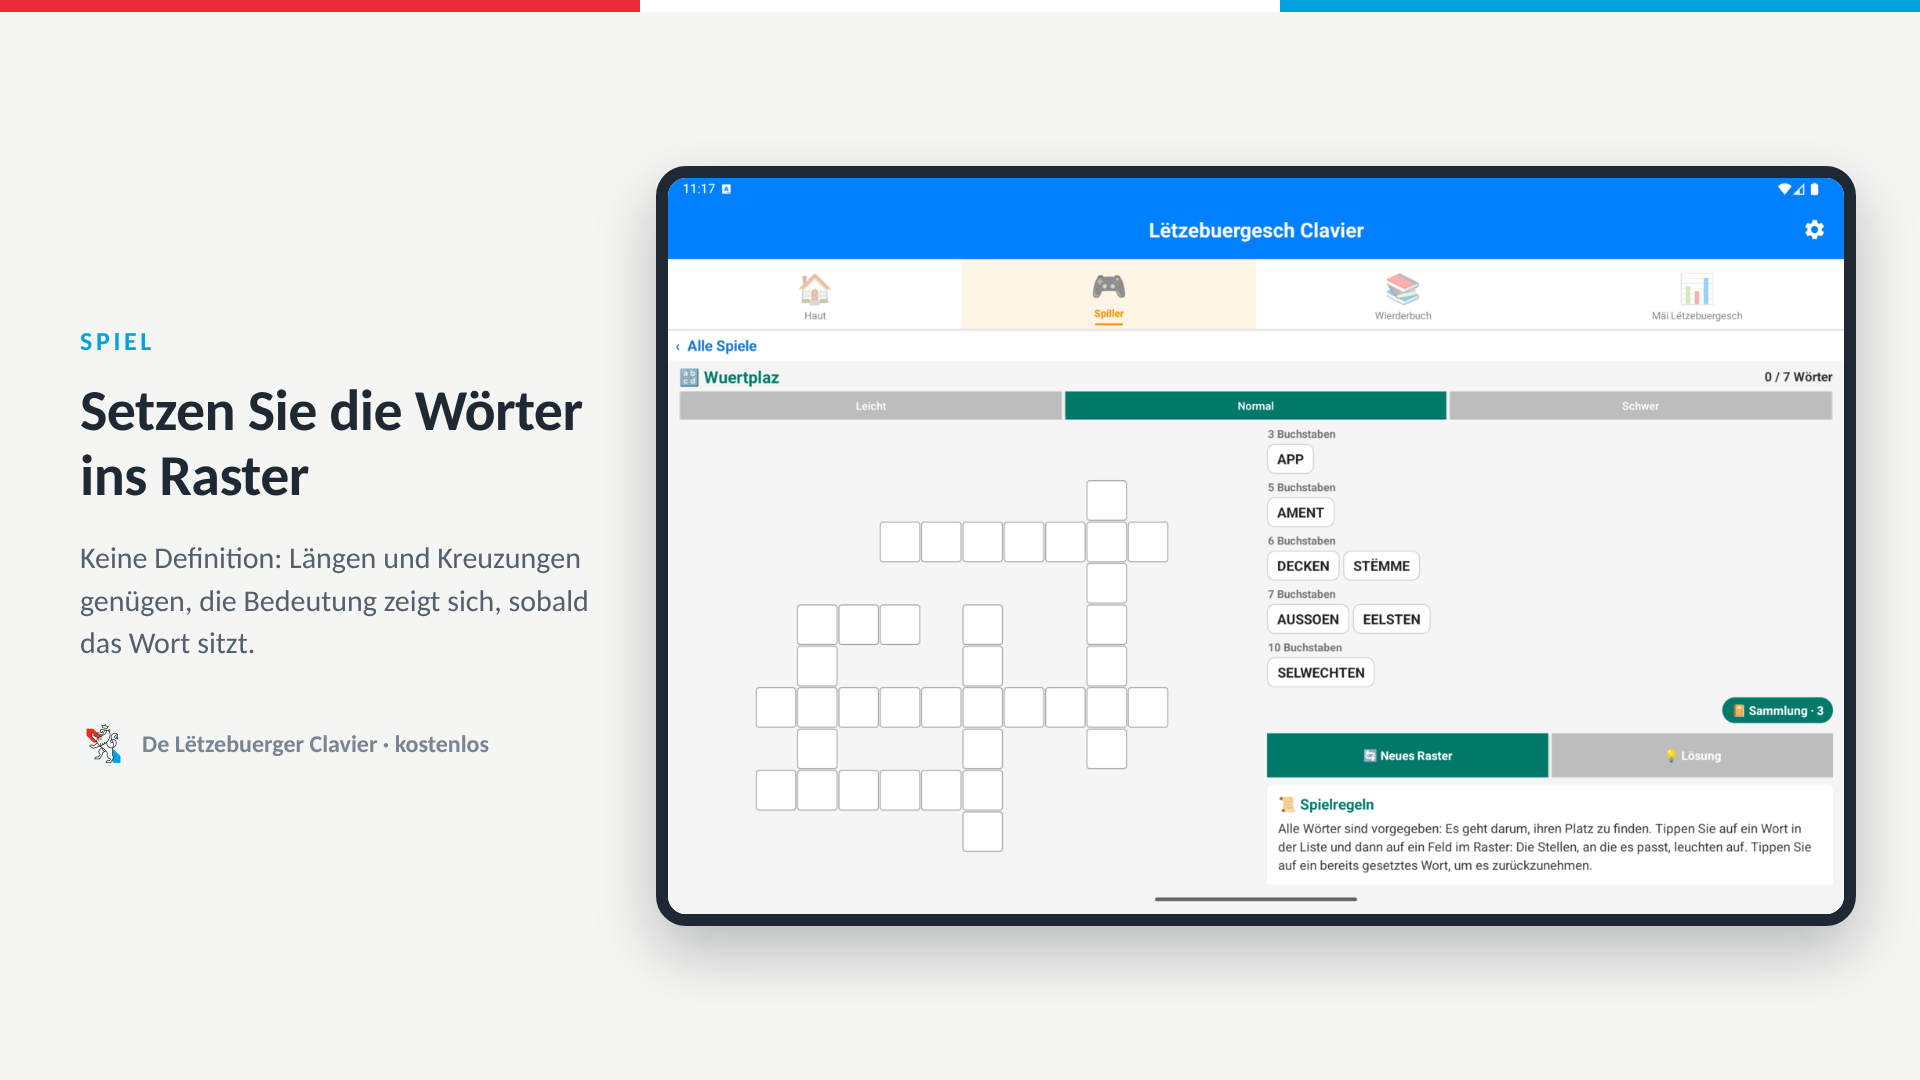 SPIEL
Setzen Sie die Wörter
ins Raster
Keine Definition: Längen und Kreuzungen
genügen, die Bedeutung zeigt sich, sobald
das Wort sitzt.
De Lëtzebuerger Clavier · kostenlos
11:17
Lëtzebuergesch Clavier
Haut
Spiller
Wierderbuch
Mäi Lëtzebuergesch
‹ Alle Spiele
Wuertplaz
0 / 7 Wörter
Leicht
Normal
Schwer
3 Buchstaben
APP
5 Buchstaben
AMENT
6 Buchstaben
DECKEN STËMME
7 Buchstaben
AUSSOEN EELSTEN
10 Buchstaben
SELWECHTEN
Sammlung · 3
Neues Raster
Lösung
Spielregeln
Alle Wörter sind vorgegeben: Es geht darum, ihren Platz zu finden. Tippen Sie auf ein Wort in
der Liste und dann auf ein Feld im Raster: Die Stellen, an die es passt, leuchten auf. Tippen Sie
auf ein bereits gesetztes Wort, um es zurückzunehmen.